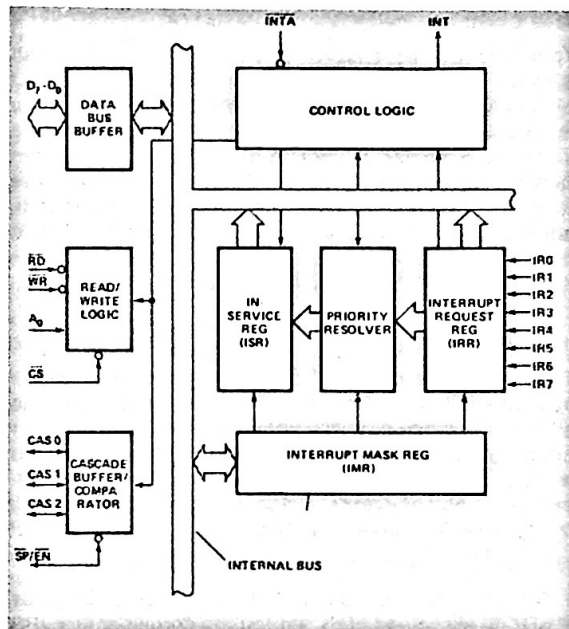 INTA
INT
D7-D0
DATA
BUS
BUFFER
CONTROL LOGIC
RD
WR
A0
CS
READ/
WRITE
LOGIC
IN-
SERVICE
REG
(ISR)
PRIORITY
RESOLVER
INTERRUPT
REQUEST
REG
(IRR)
IR0
IR1
IR2
IR3
IR4
IR5
IR6
IR7
CAS 0
CAS 1
CAS 2
CASCADE
BUFFER/
COMPA
RATOR
INTERRUPT MASK REG
(IMR)
SP/EN
INTERNAL BUS